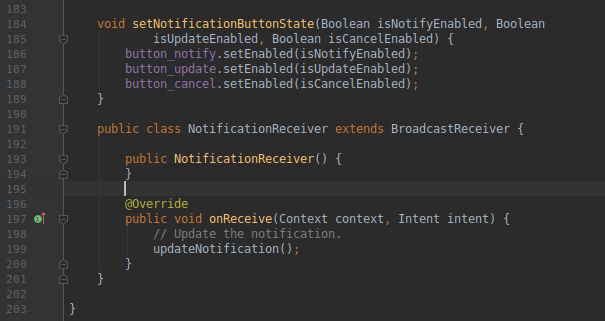 183
184 void setNotificationButtonState(Boolean isNotifyEnabled, Boolean
185 isUpdateEnabled, Boolean isCancelEnabled) {
186 button_notify.setEnabled(isNotifyEnabled);
187 button_update.setEnabled(isUpdateEnabled);
188 button_cancel.setEnabled(isCancelEnabled);
189 }
190
191 public class NotificationReceiver extends BroadcastReceiver {
192
193 public NotificationReceiver() {
194 }
195
196 @Override
197 public void onReceive(Context context, Intent intent) {
198 // Update the notification.
199 updateNotification();
200 }
201 }
202
203 }